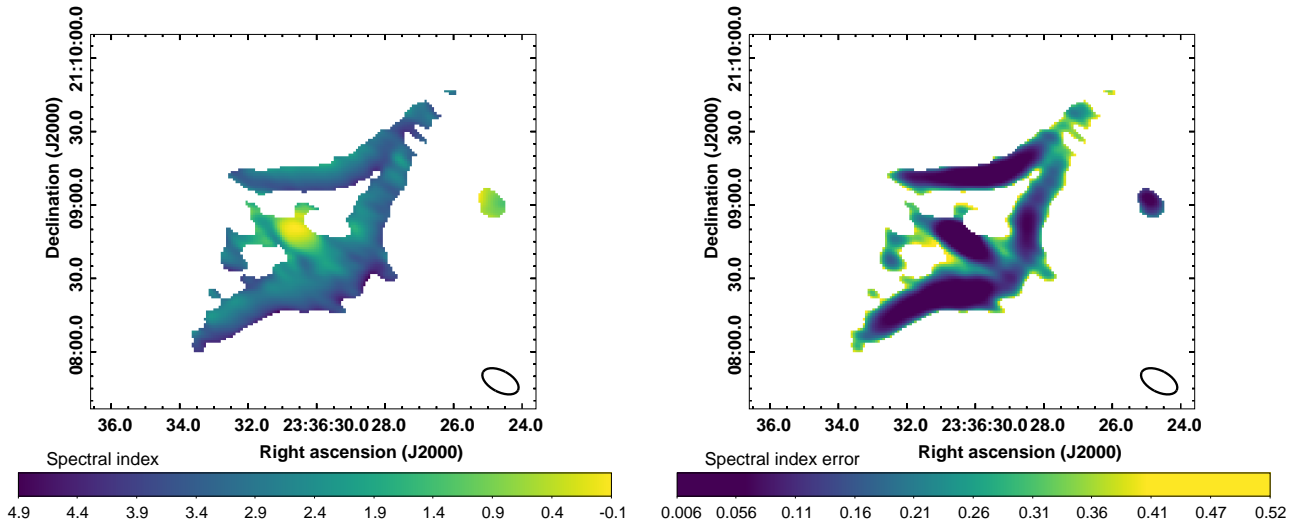 21:10:00.0
30.0
09:00.0
30.0
08:00.0
Declination (J2000)
36.0 34.0 32.0 23:36:30.0 28.0 26.0 24.0
Right ascension (J2000)
Spectral index
4.9 4.4 3.9 3.4 2.9 2.4 1.9 1.4 0.9 0.4 -0.1
21:10:00.0
30.0
09:00.0
30.0
08:00.0
Declination (J2000)
36.0 34.0 32.0 23:36:30.0 28.0 26.0 24.0
Right ascension (J2000)
Spectral index error
0.006 0.056 0.11 0.16 0.21 0.26 0.31 0.36 0.41 0.47 0.52